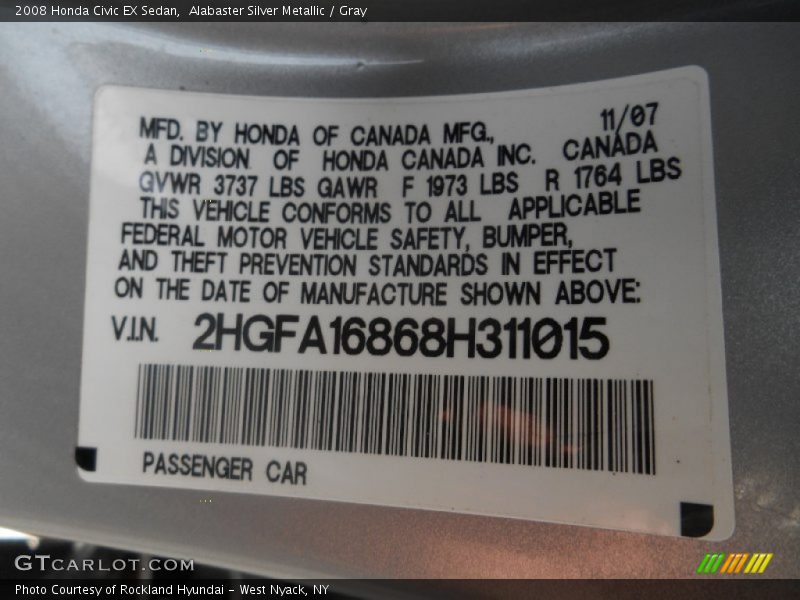 2008 Honda Civic EX Sedan,  Alabaster Silver Metallic / Gray
11/07
MFD. BY HONDA OF CANADA MFG.,
A DIVISION OF HONDA CANADA INC. CANADA
GVWR 3737 LBS GAWR F 1973 LBS R 1764 LBS
THIS VEHICLE CONFORMS TO ALL APPLICABLE
FEDERAL MOTOR VEHICLE SAFETY, BUMPER,
AND THEFT PREVENTION STANDARDS IN EFFECT
ON THE DATE OF MANUFACTURE SHOWN ABOVE:
V.I.N. 2HGFA16868H311015
PASSENGER CAR
GTCARLOT.COM
Photo Courtesy of Rockland Hyundai - West Nyack, NY